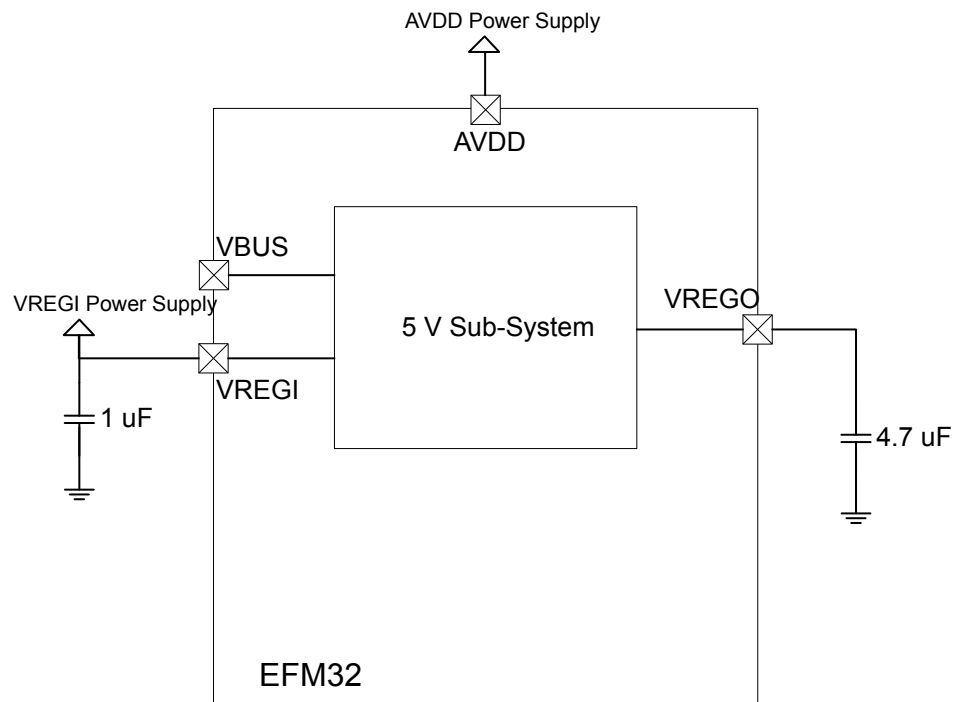 AVDD Power Supply
AVDD
VBUS
VREGI Power Supply
5 V Sub-System
VREGO
VREGI
1 uF
4.7 uF
EFM32